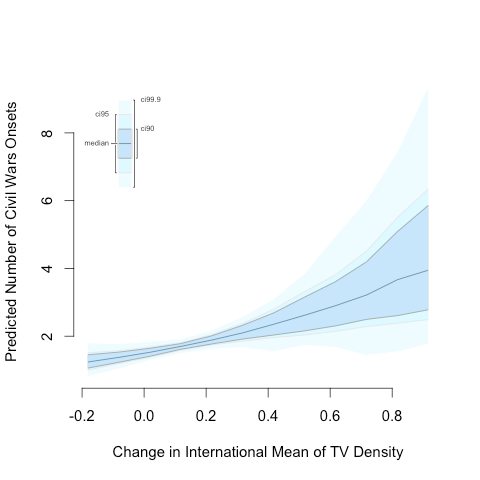 ci99.9
ci95
ci90
median
Predicted Number of Civil Wars Onsets
8
6
4
2
-0.2 0.0 0.2 0.4 0.6 0.8
Change in International Mean of TV Density